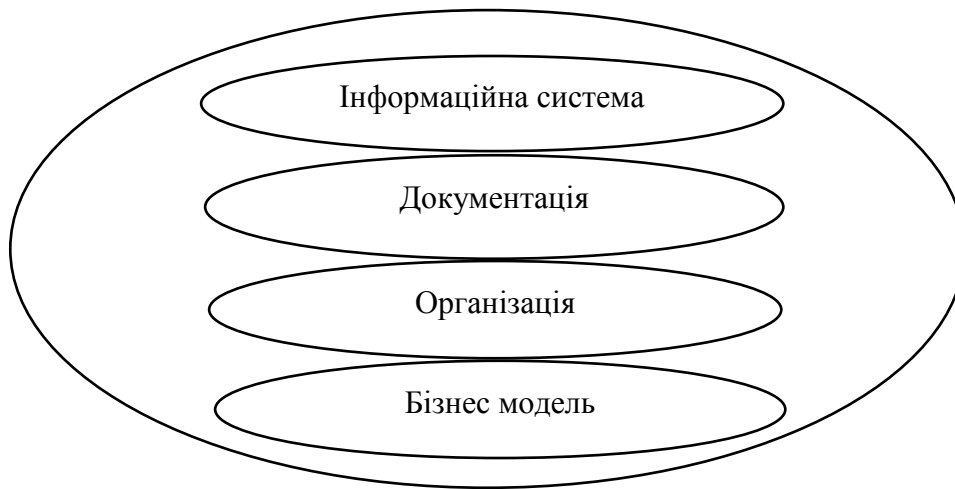 Інформаційна система
Документація
Організація
Бізнес модель